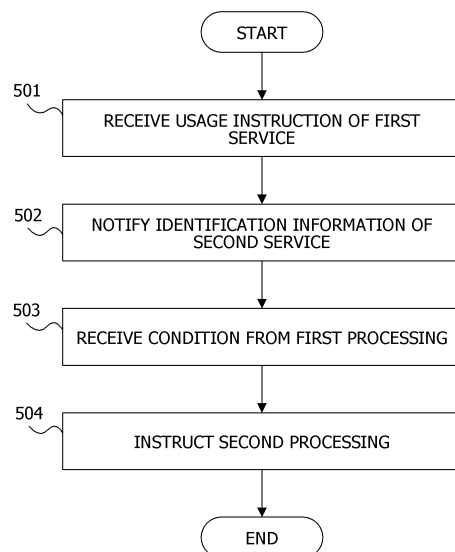 START
501
RECEIVE USAGE INSTRUCTION OF FIRST
SERVICE
502
NOTIFY IDENTIFICATION INFORMATION OF
SECOND SERVICE
503
RECEIVE CONDITION FROM FIRST PROCESSING
504
INSTRUCT SECOND PROCESSING
END